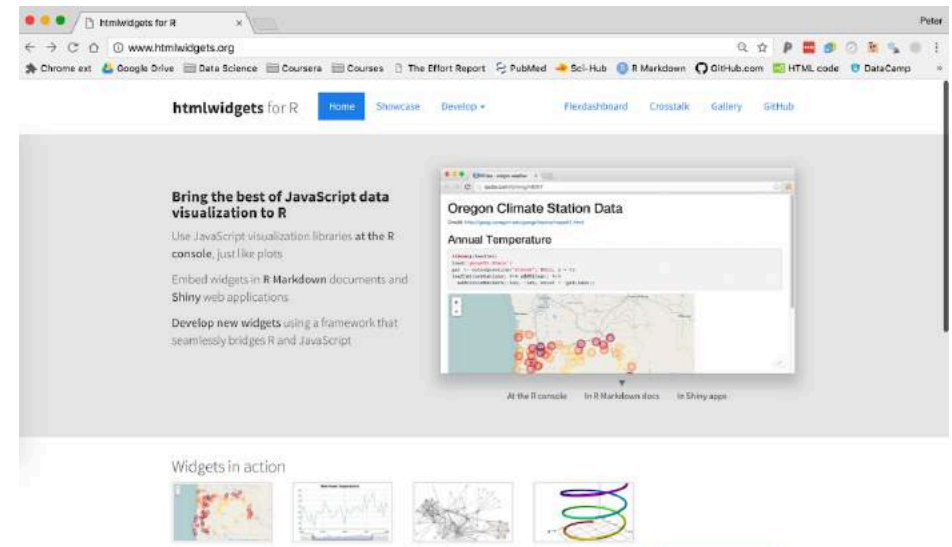 htmlwidgets for R
Peter
www.htmlwidgets.org
Chrome ext Google Drive Data Science Coursera Courses The Effort Report PubMed Sci-Hub R Markdown GitHub.com HTML code DataCamp »
htmlwidgets for R Home Showcase Develop Flexdashboard Crosstalk Gallery GitHub
Bring the best of JavaScript data
visualization to R
Use JavaScript visualization libraries at the R
console, just like plots
Embed widgets in R Markdown documents and
Shiny web applications
Develop new widgets using a framework that
seamlessly bridges R and JavaScript
Oregon Climate Station Data
Annual Temperature
At the R console In R Markdown docs In Shiny apps
Widgets in action